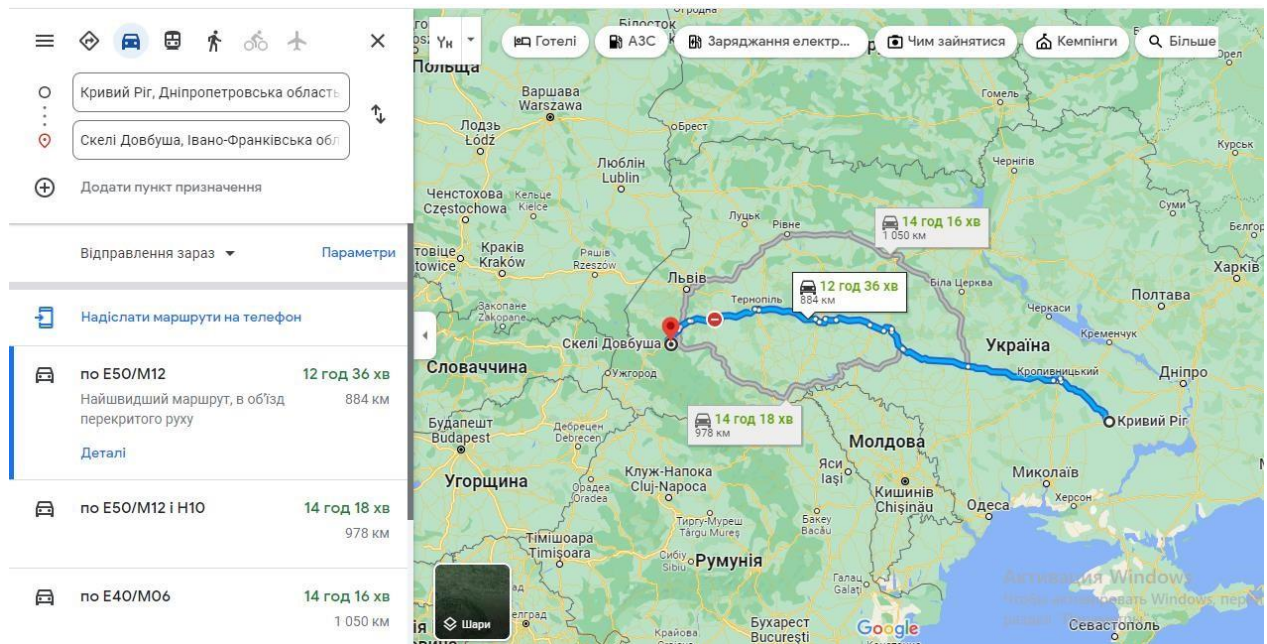 Кривий Ріг, Дніпропетровська область
Скелі Довбуша, Івано-Франківська обл
Додати пункт призначення
Відправлення зараз
Параметри
Надіслати маршрути на телефон
по E50/M12
12 год 36 хв
Найшвидший маршрут, в об'їзд
884 км
перекритого руху
Деталі
по E50/M12 і H10
14 год 18 хв
978 км
по E40/M06
14 год 16 хв
1 050 км
Готелі
АЗС
Заряджання електр...
Чим зайнятися
Кемпінги
Більше
Білосток
Польща
Варшава
Warszawa
Гомель
Орел
Лодзь
Łódź
Брест
Курськ
Чернігів
Люблін
Lublin
Ченстохова
Częstochowa
Кельце
Kielce
Суми
Луцьк
Рівне
14 год 16 хв
1 050 км
Краків
Kraków
Ряшів
Rzeszów
Харків
Львів
12 год 36 хв
884 км
Біла Церква
Полтава
Тернопіль
Закопане
Zakopane
Черкаси
Кременчук
Скелі Довбуша
Україна
Словаччина
Ужгород
Кропивницький
Дніпро
14 год 18 хв
978 км
Кривий Ріг
Будапешт
Budapest
Дебрецен
Debrecen
Молдова
Угорщина
Клуж-Напока
Cluj-Napoca
Ясси
Iași
Миколаїв
Орадеа
Oradea
Кишинів
Chișinău
Одеса
Херсон
Тиргу-Муреш
Târgu Mureș
Бакеу
Bacău
Тімішоара
Timișoara
Сибіу
Sibiu
Румунія
Галац
Galați
Активация Windows
Шари
Крайова
Бухарест
București
Google
Севастополь